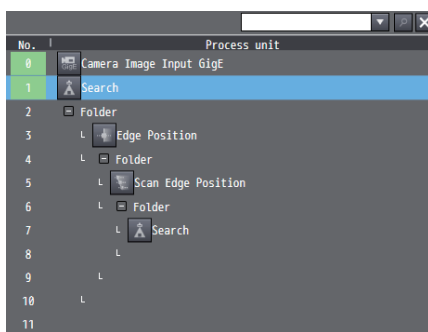 No. Process unit
0 GigE Camera Image Input GigE
1 Search
2 Folder
3 Edge Position
4 Folder
5 Scan Edge Position
6 Folder
7 Search
8
9
10
11